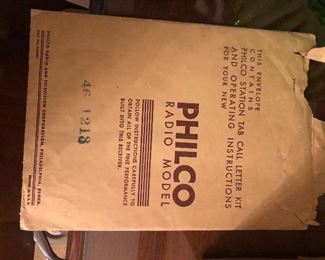 THIS ENVELOPE
CONTAINS
PHILCO STATION TAB CALL LETTER KIT
AND OPERATING INSTRUCTIONS
FOR YOUR NEW
PHILCO
RADIO MODEL
46 1213
FOLLOW INSTRUCTIONS CAREFULLY TO
OBTAIN ALL OF THE FINE PERFORMANCE
BUILT INTO THIS RECEIVER.
PHILCO RADIO AND TELEVISION CORPORATION, PHILADELPHIA, PENNA.